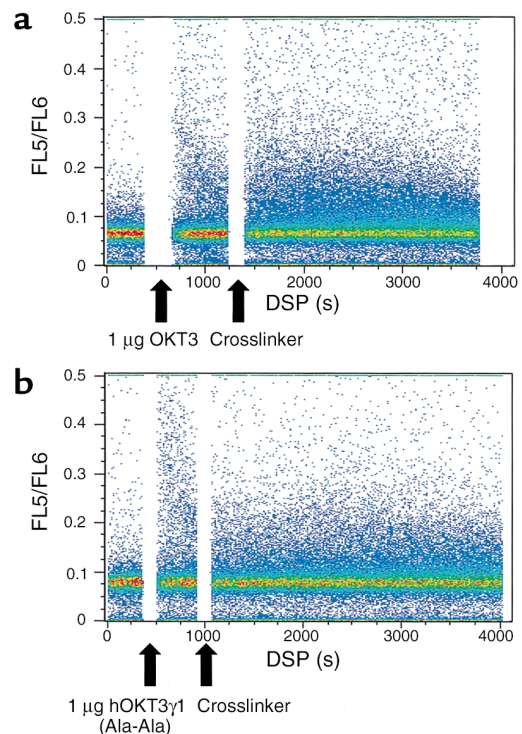 a
FL5/FL6
0.5
0.4
0.3
0.2
0.1
0
0 1000 2000 3000 4000
DSP (s)
1 μg OKT3 Crosslinker
b
FL5/FL6
0.5
0.4
0.3
0.2
0.1
0
0 1000 2000 3000 4000
DSP (s)
1 μg hOKT3γ1 Crosslinker
(Ala-Ala)